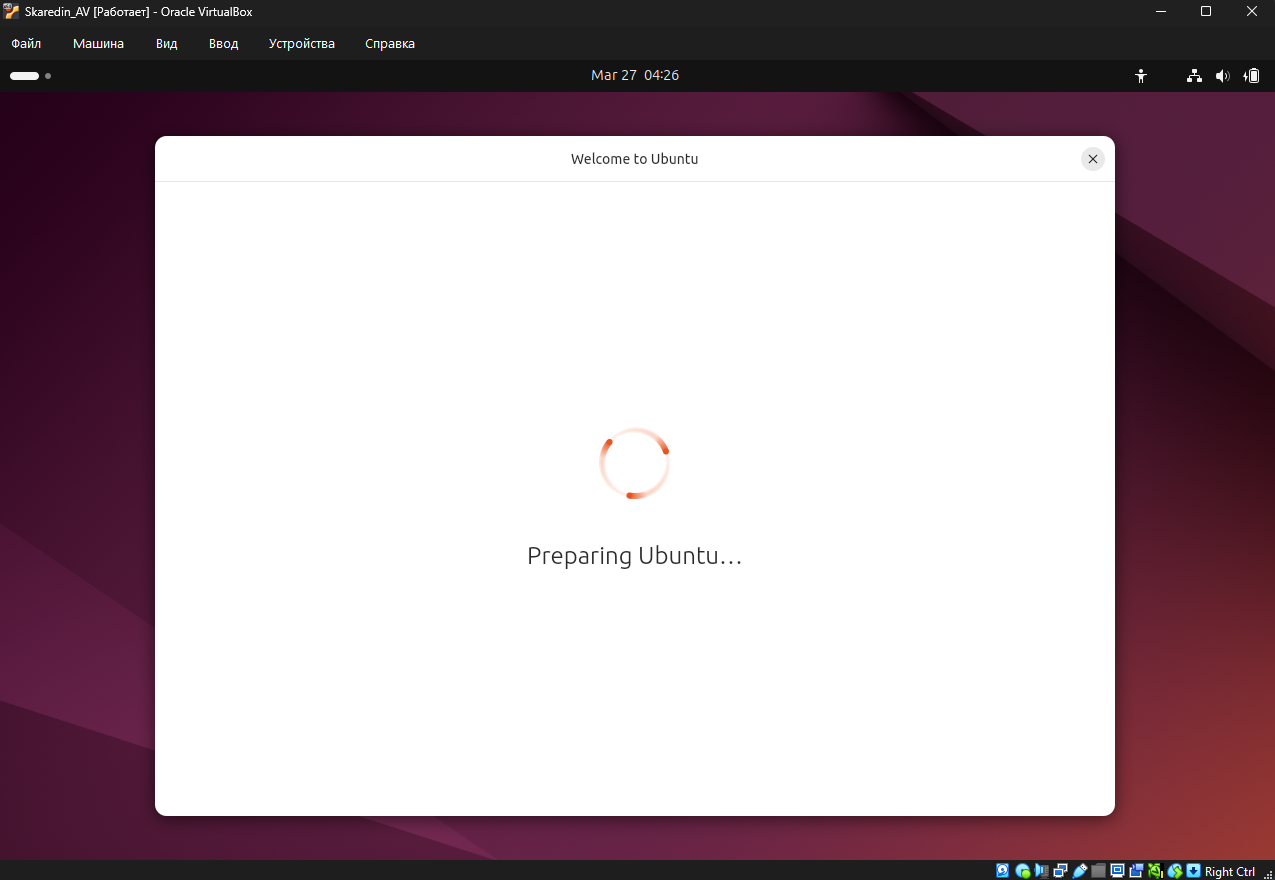 Skaredin_AV [Работает] - Oracle VirtualBox
Файл Машина Вид Ввод Устройства Справка
Mar 27 04:26
Welcome to Ubuntu
Preparing Ubuntu…
Right Ctrl